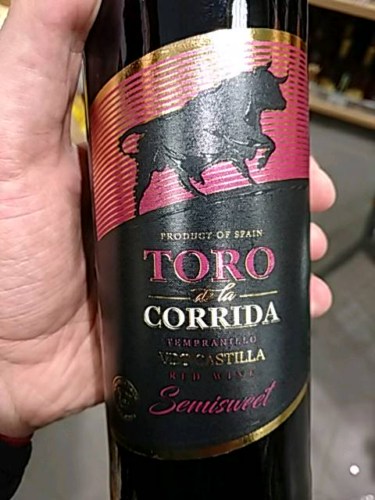 PRODUCT OF SPAIN
TORO
de la
CORRIDA
TEMPRANILLO
VDT CASTILLA
RED WINE
Semisweet